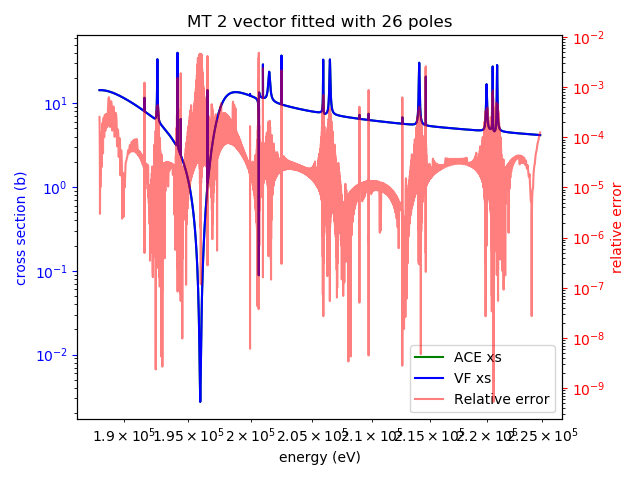 MT 2 vector fitted with 26 poles
cross section (b)
10¹
10⁰
10⁻¹
10⁻²
10⁻²
10⁻³
10⁻⁴
10⁻⁵
10⁻⁶
10⁻⁷
10⁻⁸
10⁻⁹
relative error
ACE xs
VF xs
Relative error
1.9 × 10⁵ 1.95 × 10⁵ 2 × 10⁵ 2.05 × 10⁵ 2.1 × 10⁵ 2.15 × 10⁵ 2.2 × 10⁵ 2.25 × 10⁵
energy (eV)